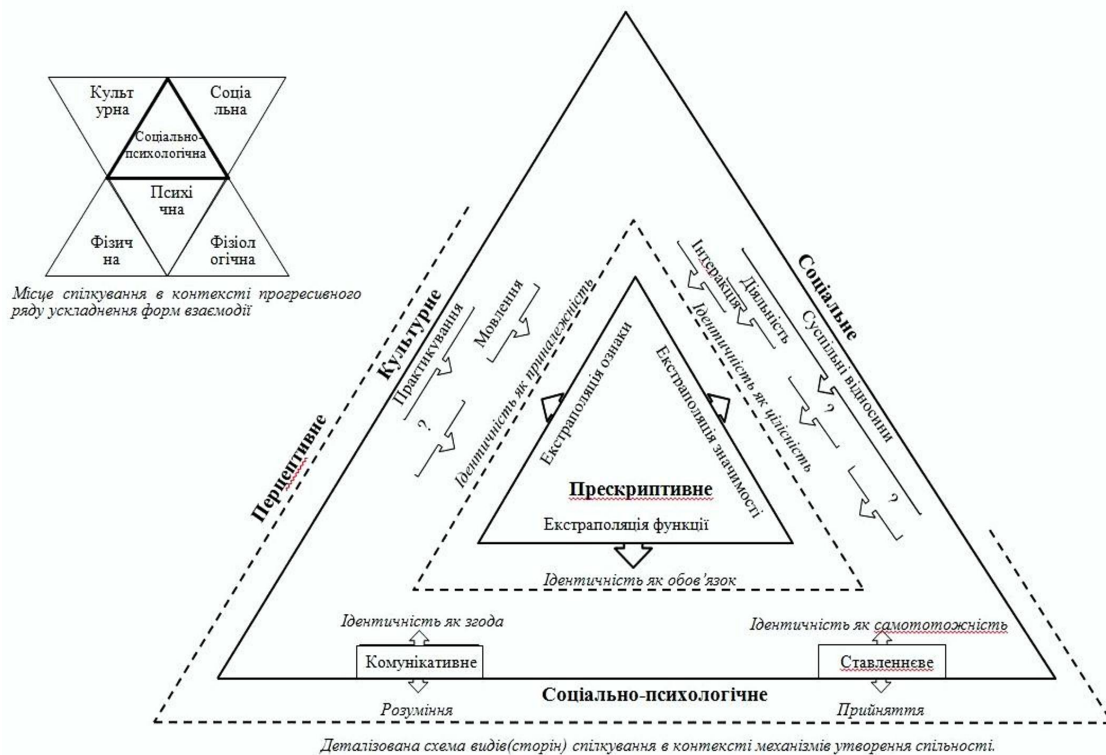 Культ
урна
Соціа
льна
Соціально-
психологічна
Психі
чна
Фізич
на
Фізіол
огічна
Місце спілкування в контексті прогресивного
ряду ускладнення форм взаємодії
Перцептивне
Культурне
Практикування
Мовлення
?
Ідентичність як приналежність
Екстраполяція ознаки
Екстраполяція значимості
Прескриптивне
Екстраполяція функції
Ідентичність як обов'язок
Ідентичність як цілісність
Інтеракція
Діяльність
Суспільні відносини
?
?
Соціальне
Ідентичність як згода
Ідентичність як самототожність
Комунікативне
Ставленнєве
Соціально-психологічне
Розуміння
Прийняття
Деталізована схема видів(сторін) спілкування в контексті механізмів утворення спільності.